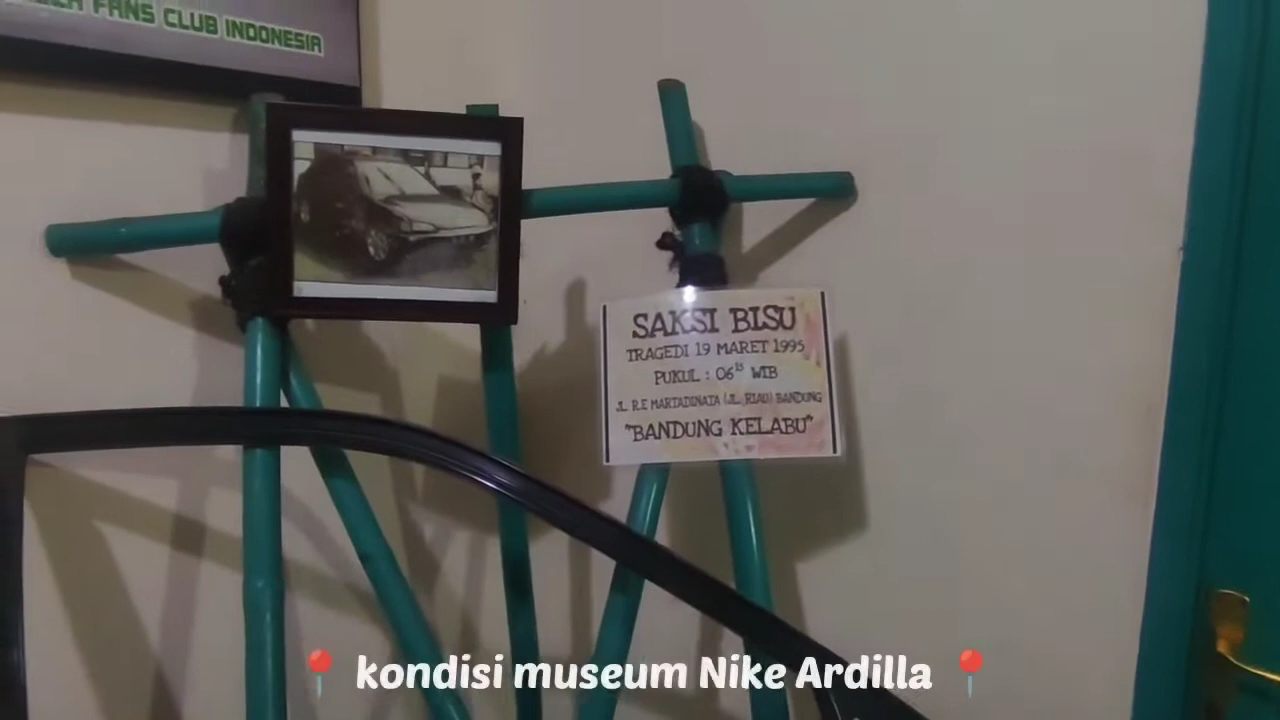 FANS CLUB INDONESIA
SAKSI BISU
TRAGEDI 19 MARET 1995
PUKUL : 06¹⁵ WIB
JL. R.E MARTADINATA (JL. RIAU) BANDUNG
"BANDUNG KELABU"
📍 kondisi museum Nike Ardilla 📍